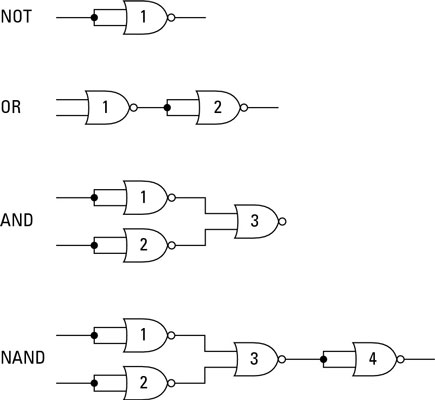 NOT 1
OR 1 2
1
AND 3
2
1
NAND 3 4
2